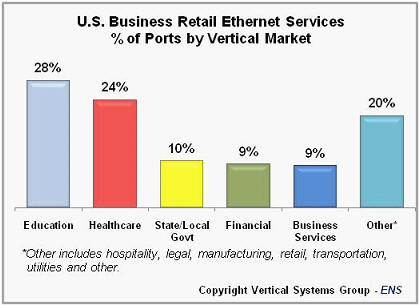 U.S. Business Retail Ethernet Services
% of Ports by Vertical Market
28%
24%
10%
9%
9%
20%
Education
Healthcare
State/Local
Govt
Financial
Business
Services
Other*
*Other includes hospitality, legal, manufacturing, retail, transportation,
utilities and other.
Copyright Vertical Systems Group - ENS